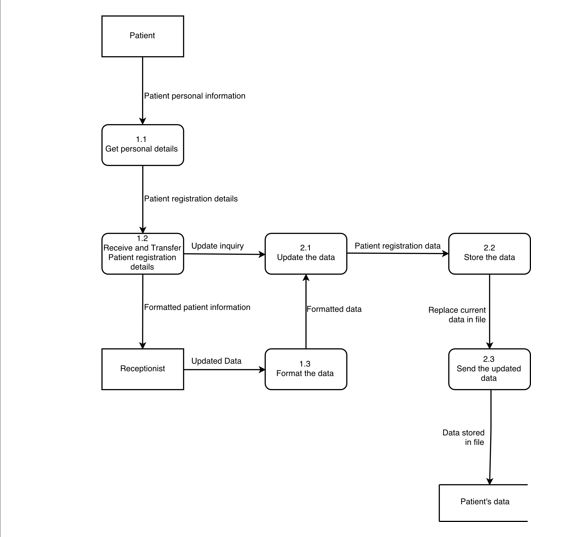 Patient
Patient personal information
1.1
Get personal details
Patient registration details
1.2
Receive and Transfer
Patient registration
details
Update inquiry
2.1
Update the data
Patient registration data
2.2
Store the data
Formatted patient information
Formatted data
Replace current
data in file
Receptionist
Updated Data
1.3
Format the data
2.3
Send the updated
data
Data stored
in file
Patient's data